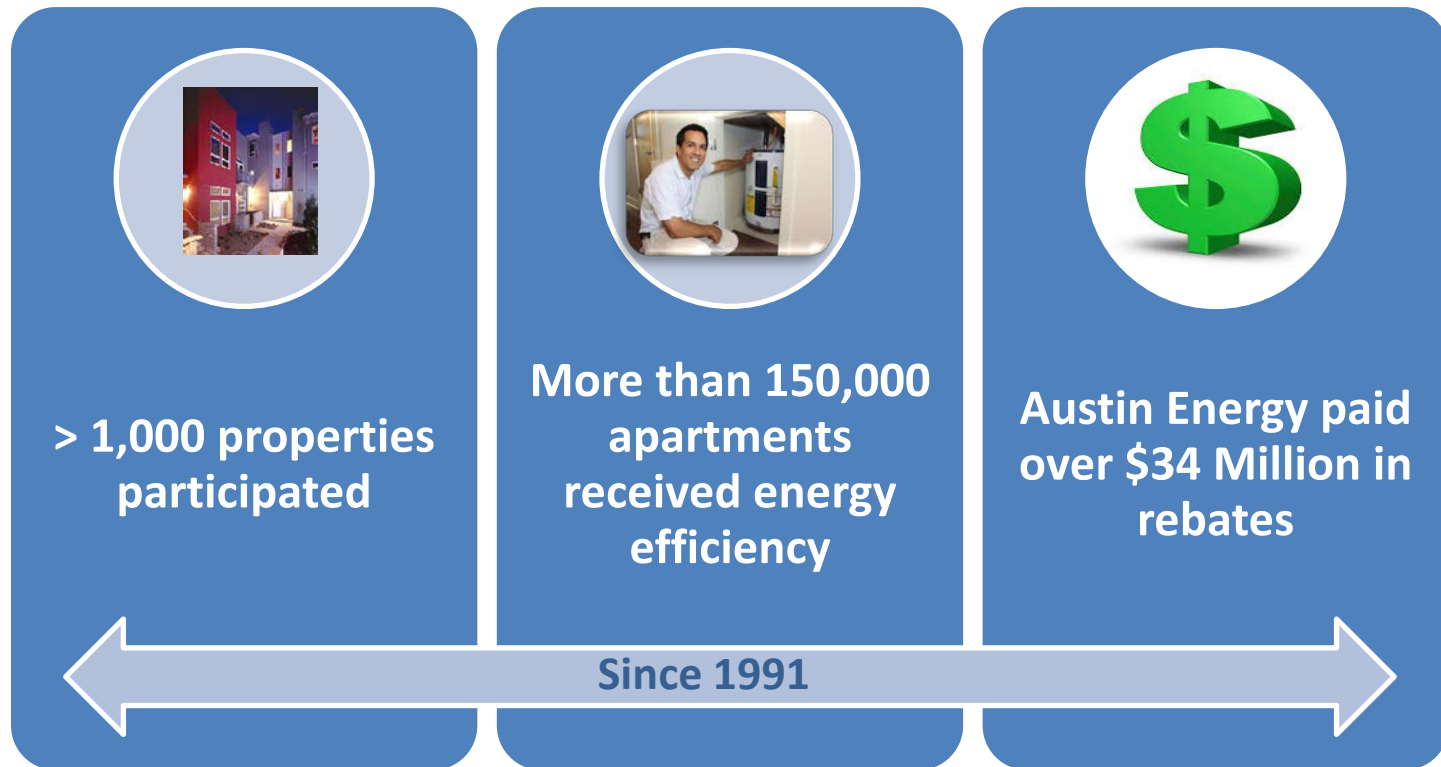 > 1,000 properties
participated
More than 150,000
apartments
received energy
efficiency
Austin Energy paid
over $34 Million in
rebates
Since 1991